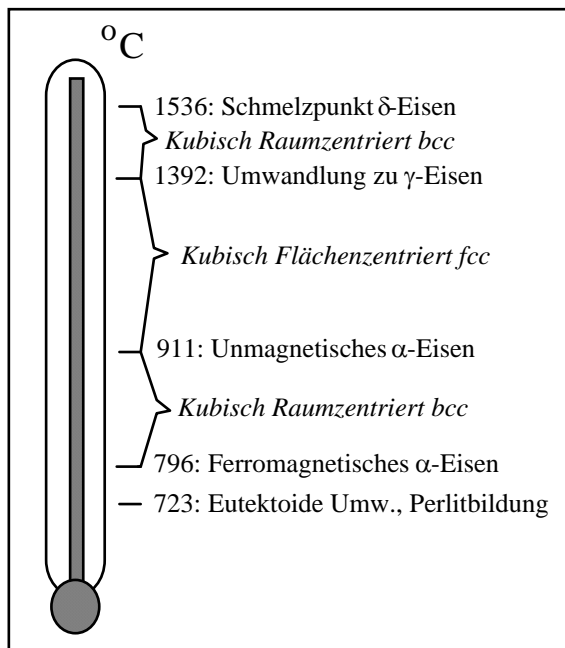 °C
1536: Schmelzpunkt δ-Eisen
Kubisch Raumzentriert bcc
1392: Umwandlung zu γ-Eisen
Kubisch Flächenzentriert fcc
911: Unmagnetisches α-Eisen
Kubisch Raumzentriert bcc
796: Ferromagnetisches α-Eisen
723: Eutektoide Umw., Perlitbildung